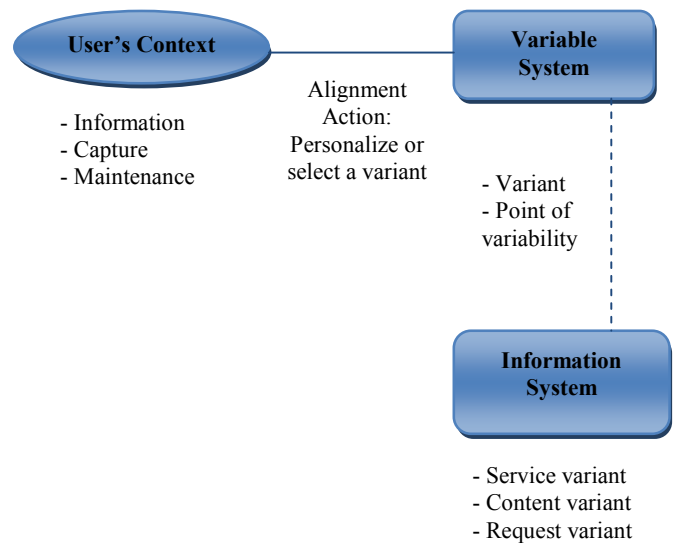 User's Context
Variable
System
Alignment
Action:
Personalize or
select a variant
- Information
- Capture
- Maintenance
- Variant
- Point of
variability
Information
System
- Service variant
- Content variant
- Request variant